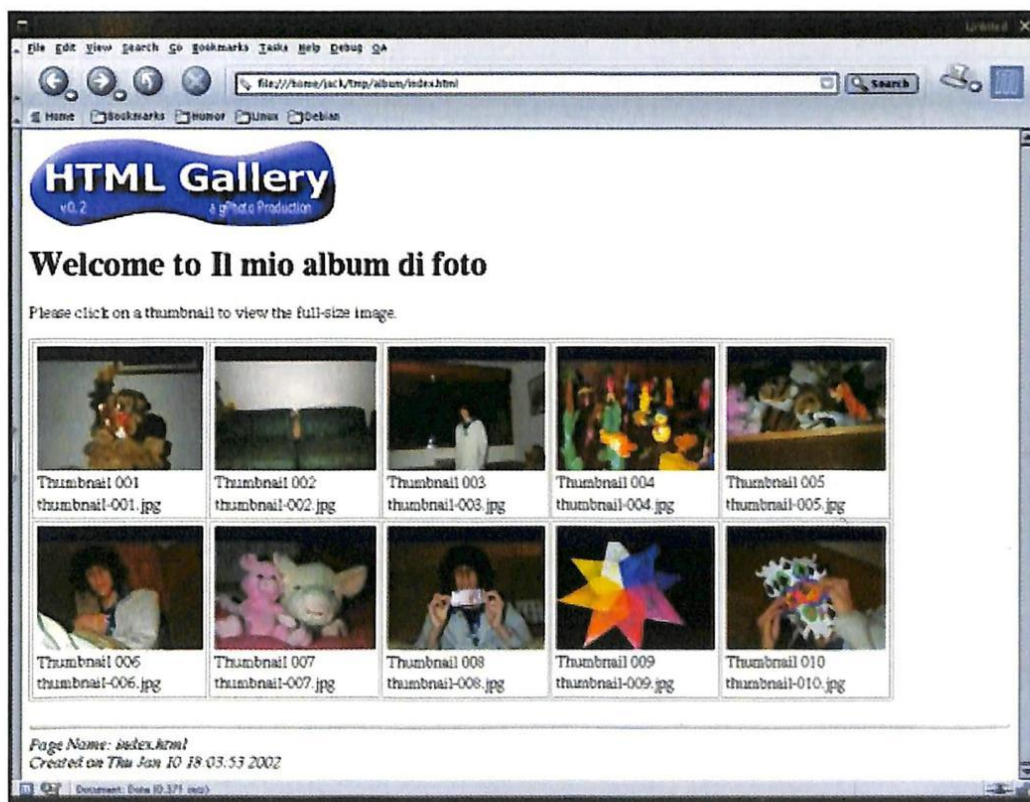 Untitled
File Edit View Search Go Bookmarks Tasks Help Debug QA
file:///home/jack/tmp/album/index.html Search
Home Bookmarks Humor Linux Debian
HTML Gallery
v0.2 a gPhoto Production
Welcome to Il mio album di foto
Please click on a thumbnail to view the full-size image.
Thumbnail 001 Thumbnail 002 Thumbnail 003 Thumbnail 004 Thumbnail 005
thumbnail-001.jpg thumbnail-002.jpg thumbnail-003.jpg thumbnail-004.jpg thumbnail-005.jpg
Thumbnail 006 Thumbnail 007 Thumbnail 008 Thumbnail 009 Thumbnail 010
thumbnail-006.jpg thumbnail-007.jpg thumbnail-008.jpg thumbnail-009.jpg thumbnail-010.jpg
Page Name: index.html
Created on Thu Jan 10 18:03:53 2002
Document: Done (0.371 secs)